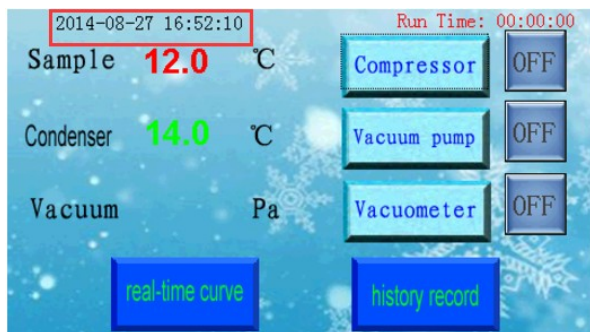 2014-08-27 16:52:10 Run Time: 00:00:00
Sample 12.0 ℃ Compressor OFF
Condenser 14.0 ℃ Vacuum pump OFF
Vacuum Pa Vacuometer OFF
real-time curve history record